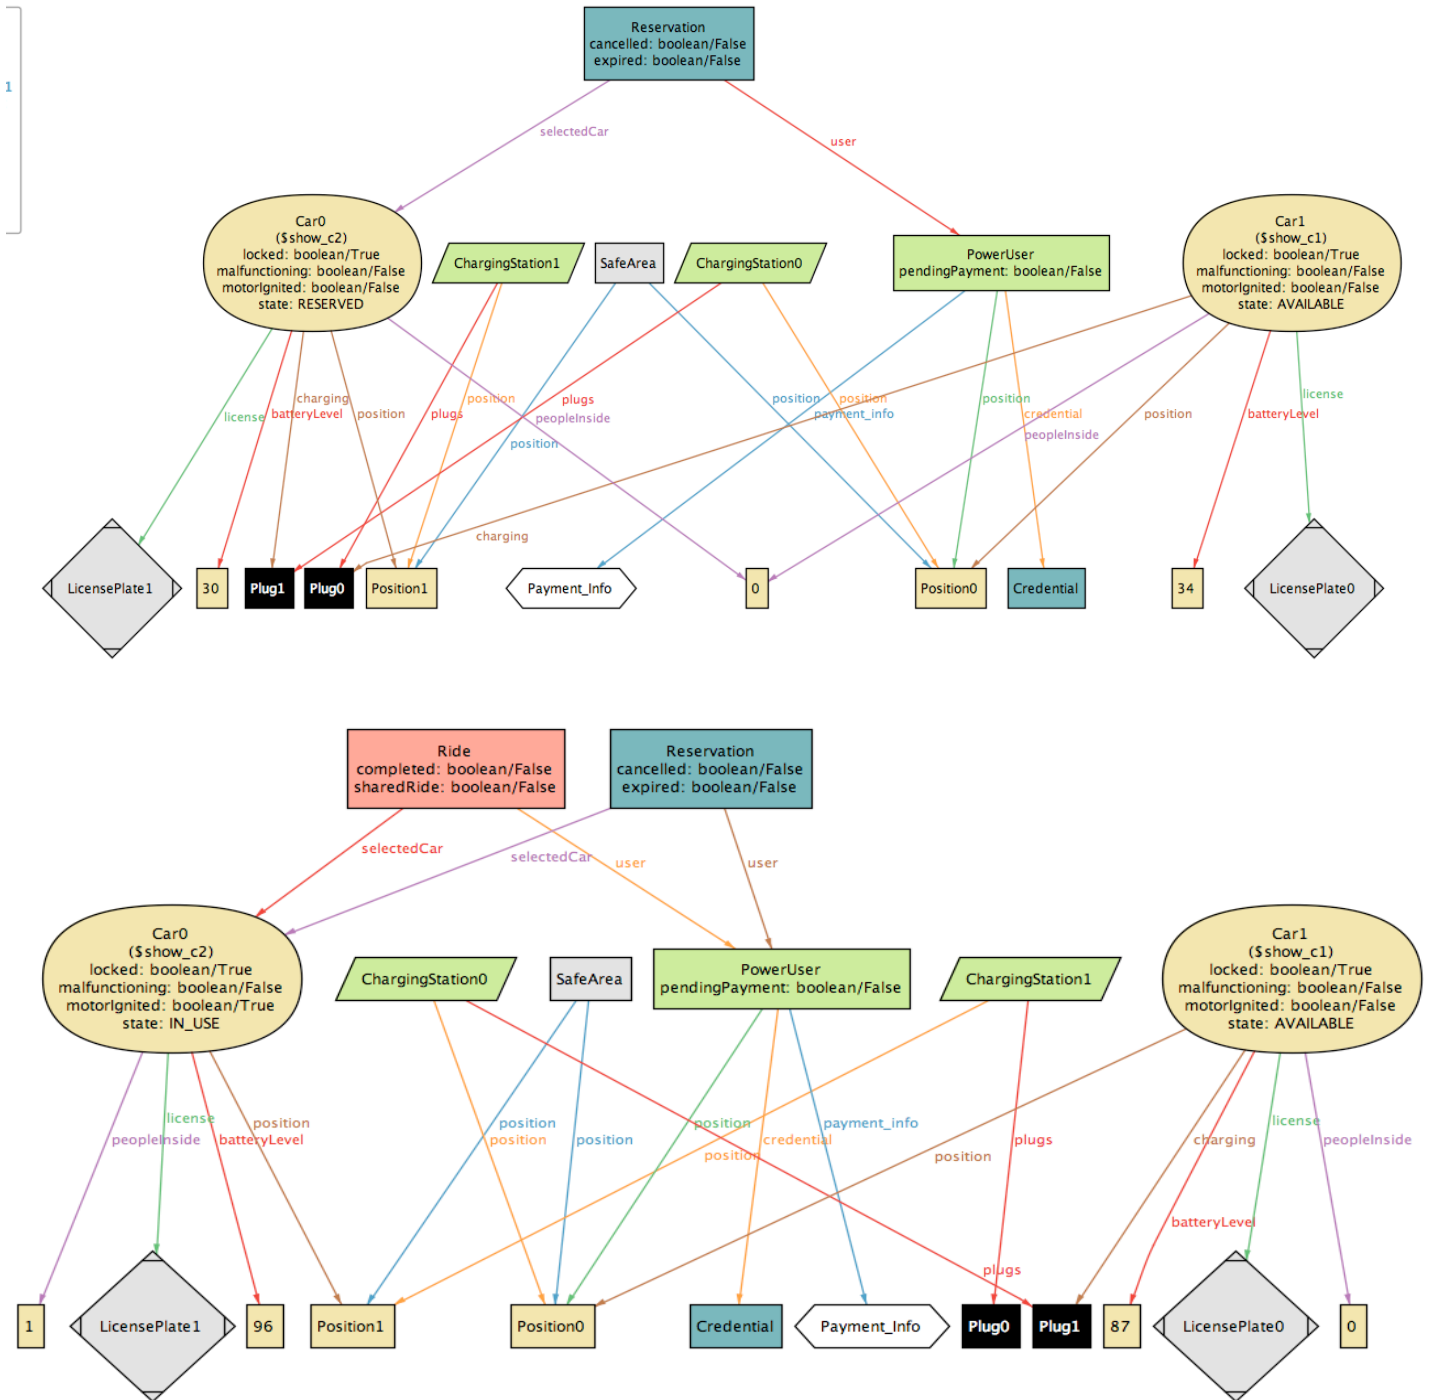 1
Reservation
cancelled: boolean/False
expired: boolean/False
selectedCar
user
Car0
($show_c2)
locked: boolean/True
malfunctioning: boolean/False
motorIgnited: boolean/False
state: RESERVED
ChargingStation1
SafeArea
ChargingStation0
PowerUser
pendingPayment: boolean/False
Car1
($show_c1)
locked: boolean/True
malfunctioning: boolean/False
motorIgnited: boolean/False
state: AVAILABLE
license
batteryLevel
charging
position
plugs
position
peopleInside
position
plugs
position
position
payment_info
position
credential
peopleInside
position
batteryLevel
license
charging
LicensePlate1
30
Plug1
Plug0
Position1
Payment_Info
0
Position0
Credential
34
LicensePlate0
Ride
completed: boolean/False
sharedRide: boolean/False
Reservation
cancelled: boolean/False
expired: boolean/False
selectedCar
selectedCar
user
user
Car0
($show_c2)
locked: boolean/True
malfunctioning: boolean/False
motorIgnited: boolean/True
state: IN_USE
ChargingStation0
SafeArea
PowerUser
pendingPayment: boolean/False
ChargingStation1
Car1
($show_c1)
locked: boolean/True
malfunctioning: boolean/False
motorIgnited: boolean/False
state: AVAILABLE
peopleInside
license
batteryLevel
position
position
position
position
position
position
credential
payment_info
position
plugs
charging
license
peopleInside
batteryLevel
plugs
1
LicensePlate1
96
Position1
Position0
Credential
Payment_Info
Plug0
Plug1
87
LicensePlate0
0